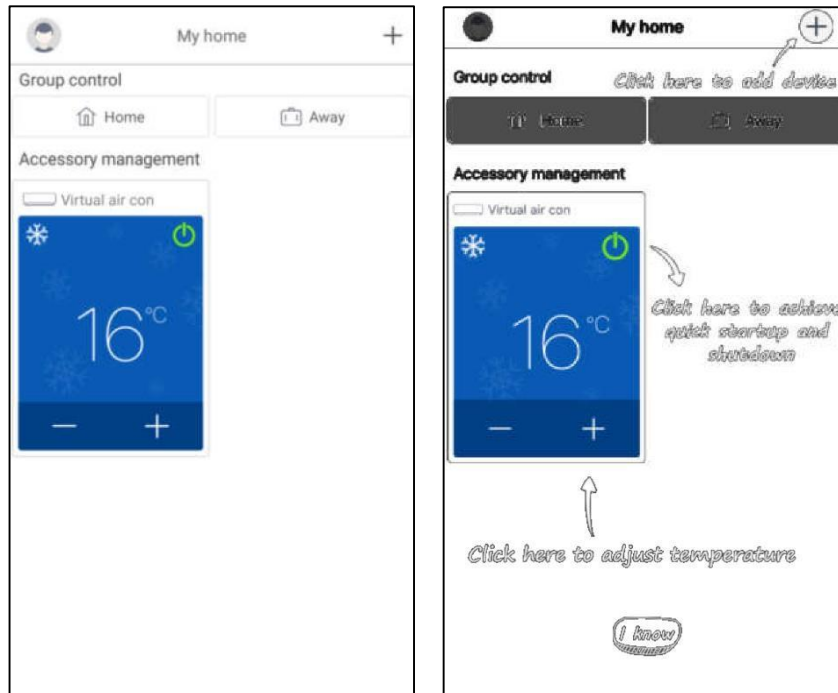 My home
+
Group control
Home
Away
Accessory management
Virtual air con
16°C
− +
My home
+
Click here to add device
Group control
Home
Away
Accessory management
Virtual air con
16°C
− +
Click here to achieve
quick startup and
shutdown
Click here to adjust temperature
I know